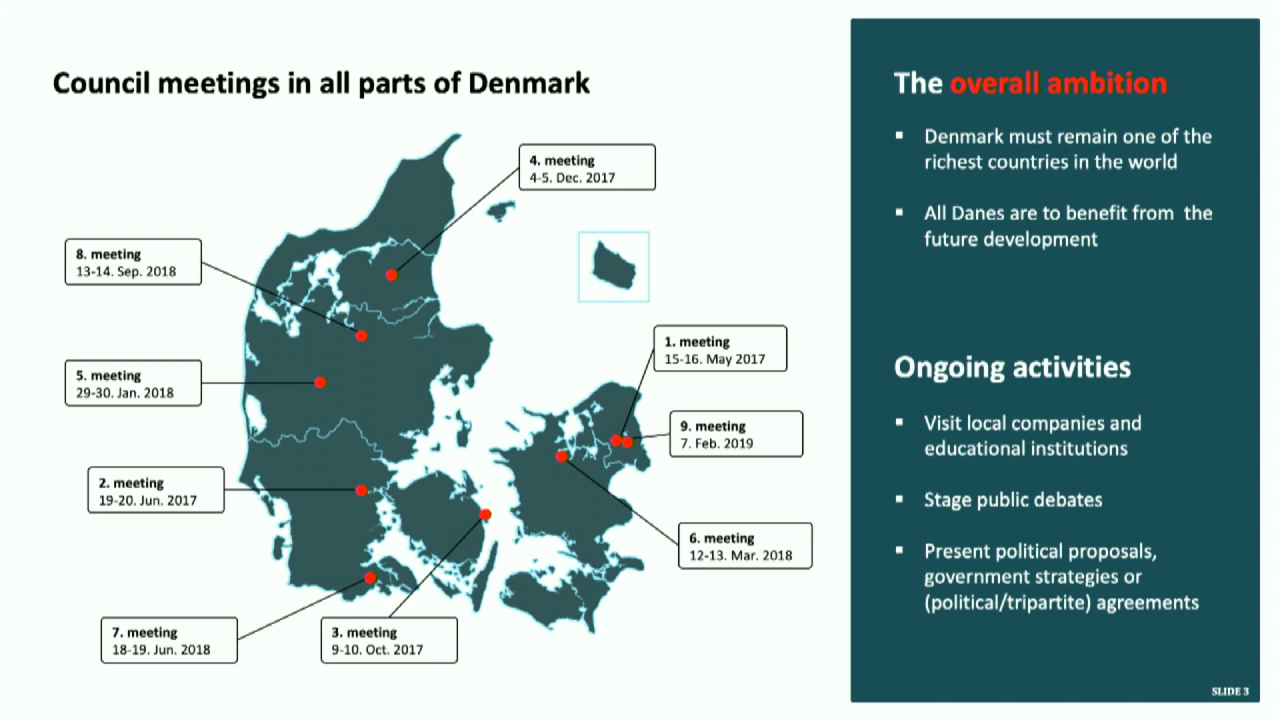 Council meetings in all parts of Denmark
4. meeting
4-5. Dec. 2017
8. meeting
13-14. Sep. 2018
1. meeting
15-16. May 2017
5. meeting
29-30. Jan. 2018
9. meeting
7. Feb. 2019
2. meeting
19-20. Jun. 2017
6. meeting
12-13. Mar. 2018
7. meeting
18-19. Jun. 2018
3. meeting
9-10. Oct. 2017
The overall ambition
▪ Denmark must remain one of the
richest countries in the world
▪ All Danes are to benefit from the
future development
Ongoing activities
▪ Visit local companies and
educational institutions
▪ Stage public debates
▪ Present political proposals,
government strategies or
(political/tripartite) agreements
SLIDE 3